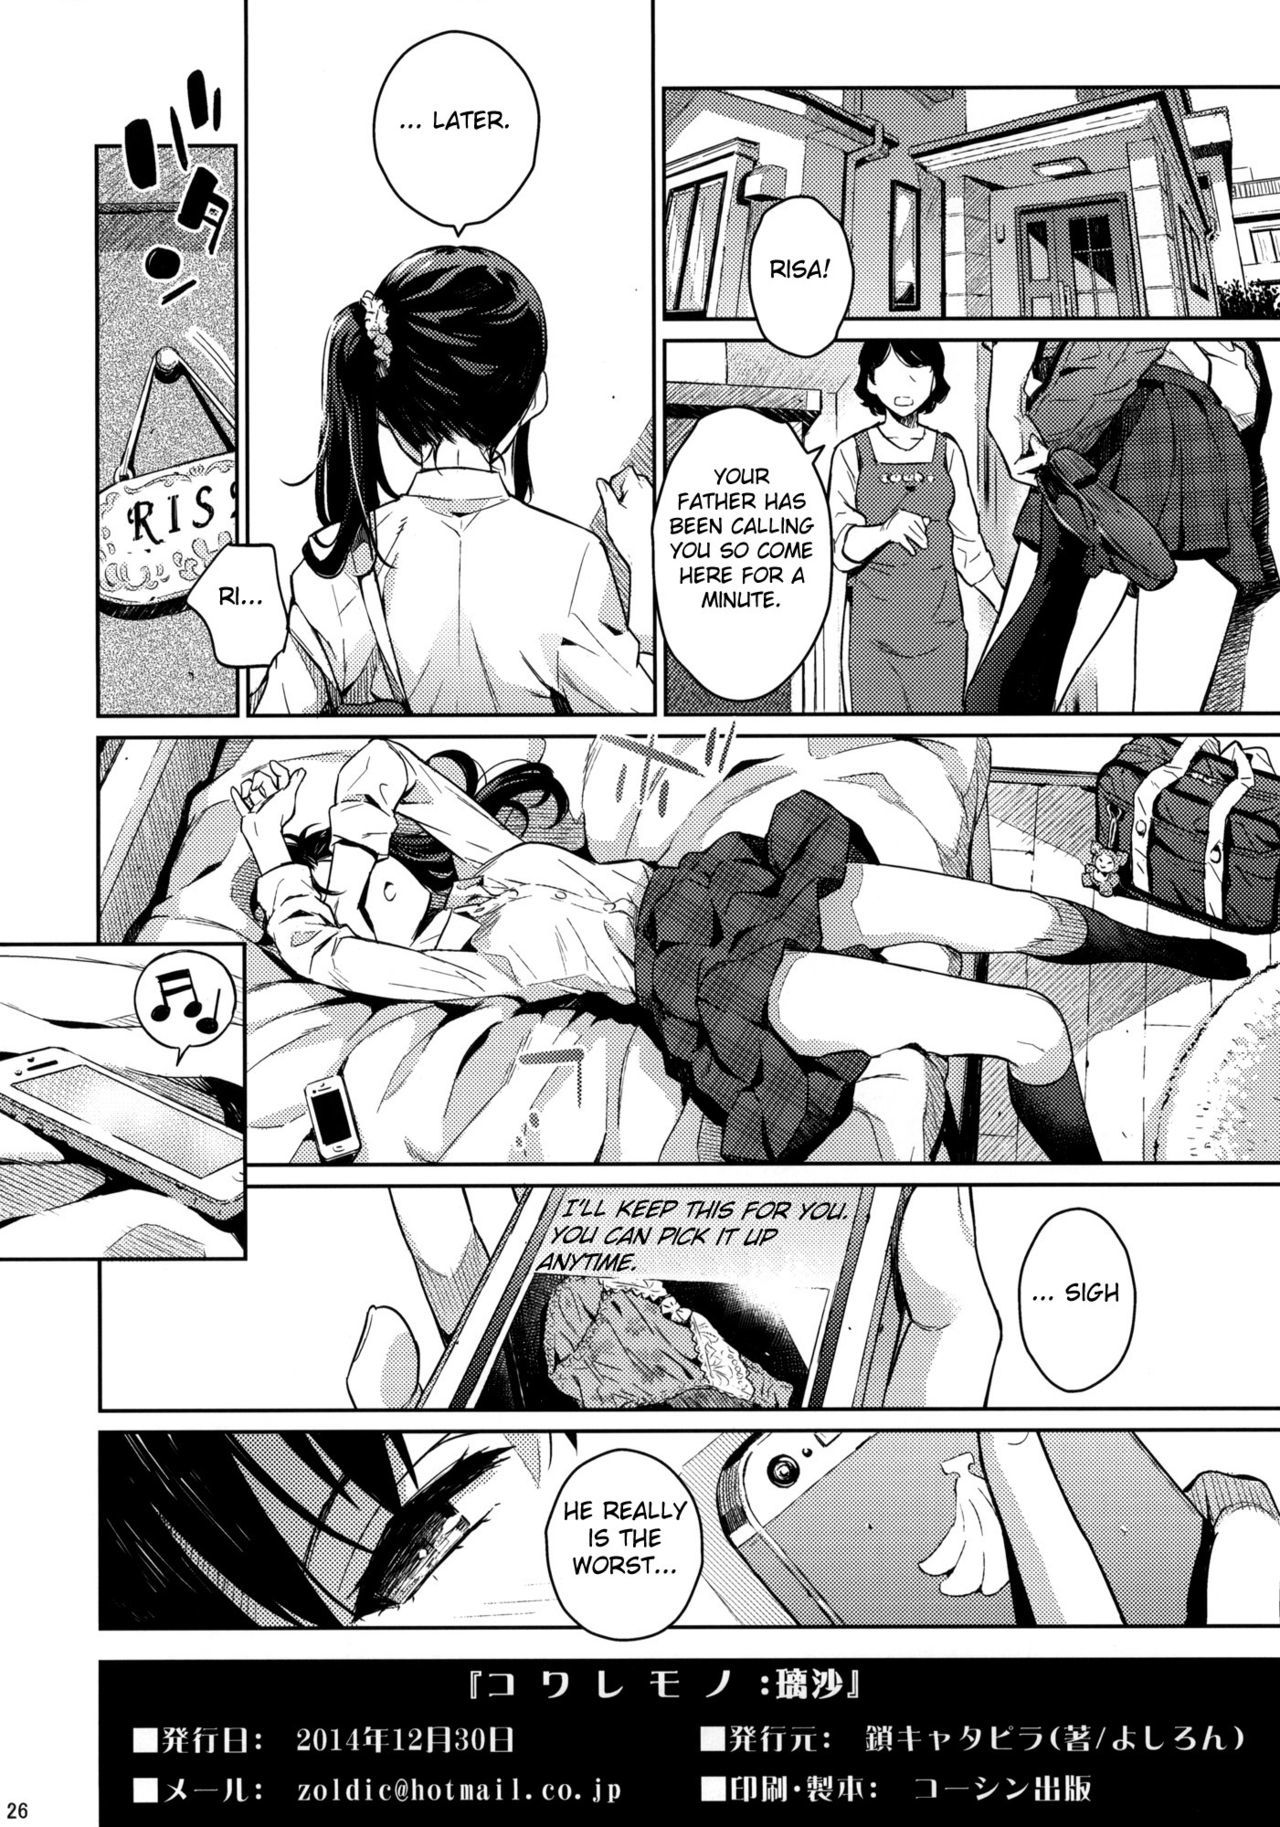 RISA!
YOUR
FATHER HAS
BEEN CALLING
YOU SO COME
HERE FOR A
MINUTE.
... LATER.
バタン
RISS
RI...
I'LL KEEP THIS FOR YOU.
YOU CAN PICK IT UP
ANYTIME.
... SIGH
HE REALLY
IS THE
WORST...
『コワレモノ:璃沙』
■発行日： 2014年12月30日
■発行元： 鎖キャタピラ(著/よしろん)
■メール： zoldic@hotmail.co.jp
■印刷・製本： コーシン出版
26